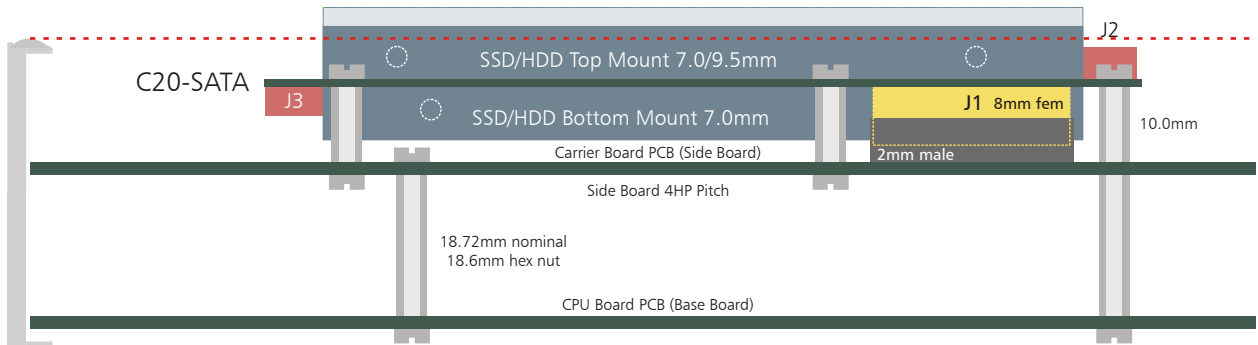 J2
SSD/HDD Top Mount 7.0/9.5mm
C20-SATA
J3
J1 8mm fem
SSD/HDD Bottom Mount 7.0mm
10.0mm
Carrier Board PCB (Side Board)
2mm male
Side Board 4HP Pitch
18.72mm nominal
18.6mm hex nut
CPU Board PCB (Base Board)